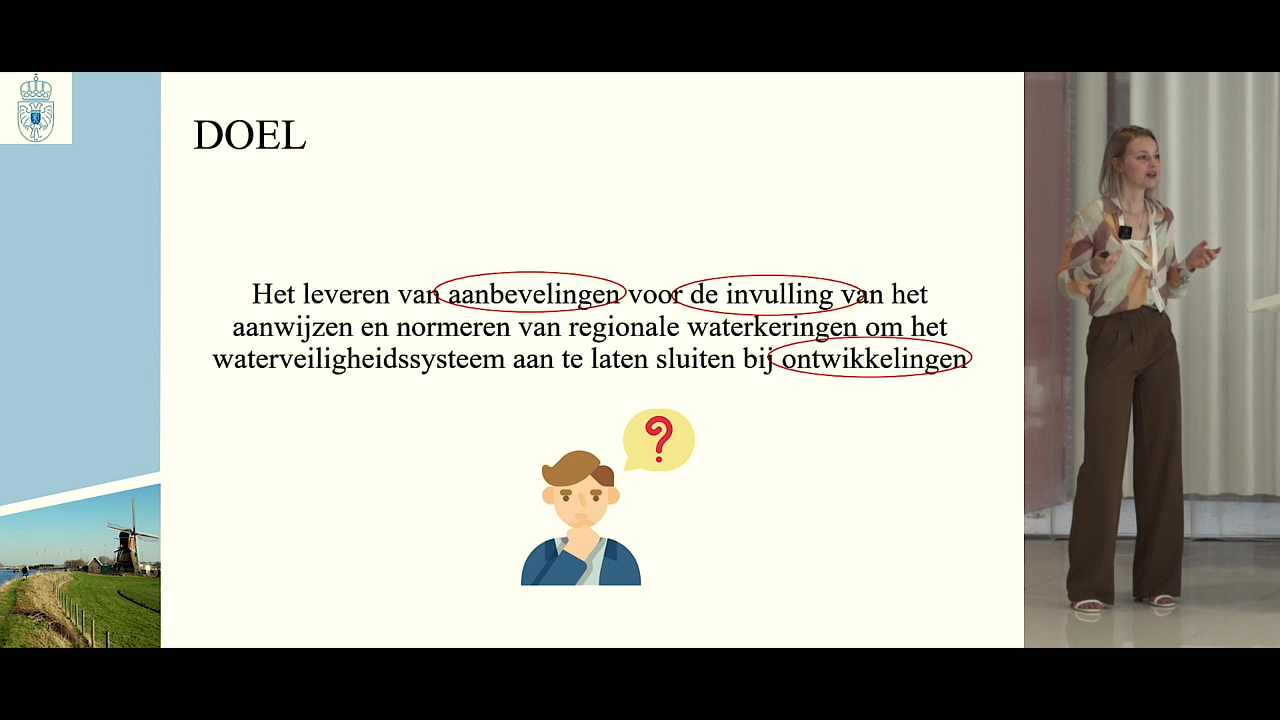 DOEL
Het leveren van aanbevelingen voor de invulling van het
aanwijzen en normeren van regionale waterkeringen om het
waterveiligheidssysteem aan te laten sluiten bij ontwikkelingen
?